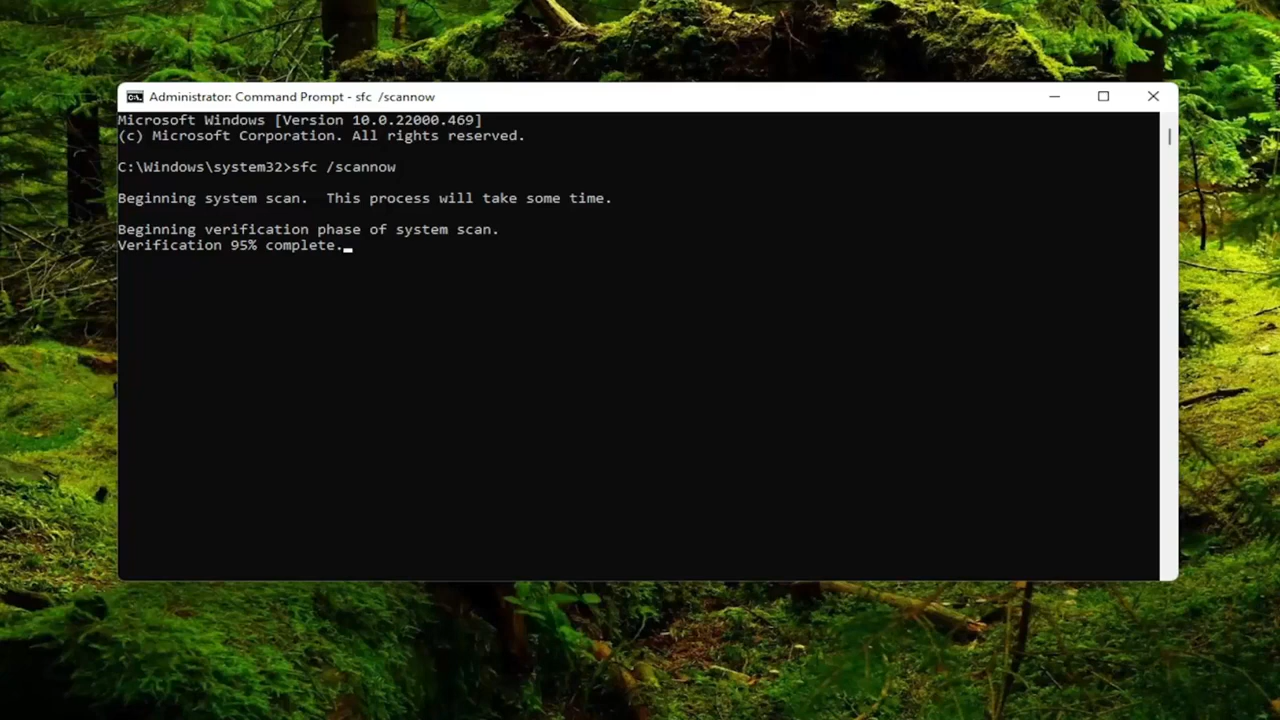 Administrator: Command Prompt - sfc  /scannow
Microsoft Windows [Version 10.0.22000.469]
(c) Microsoft Corporation. All rights reserved.
C:\Windows\system32>sfc /scannow
Beginning system scan.  This process will take some time.
Beginning verification phase of system scan.
Verification 95% complete.